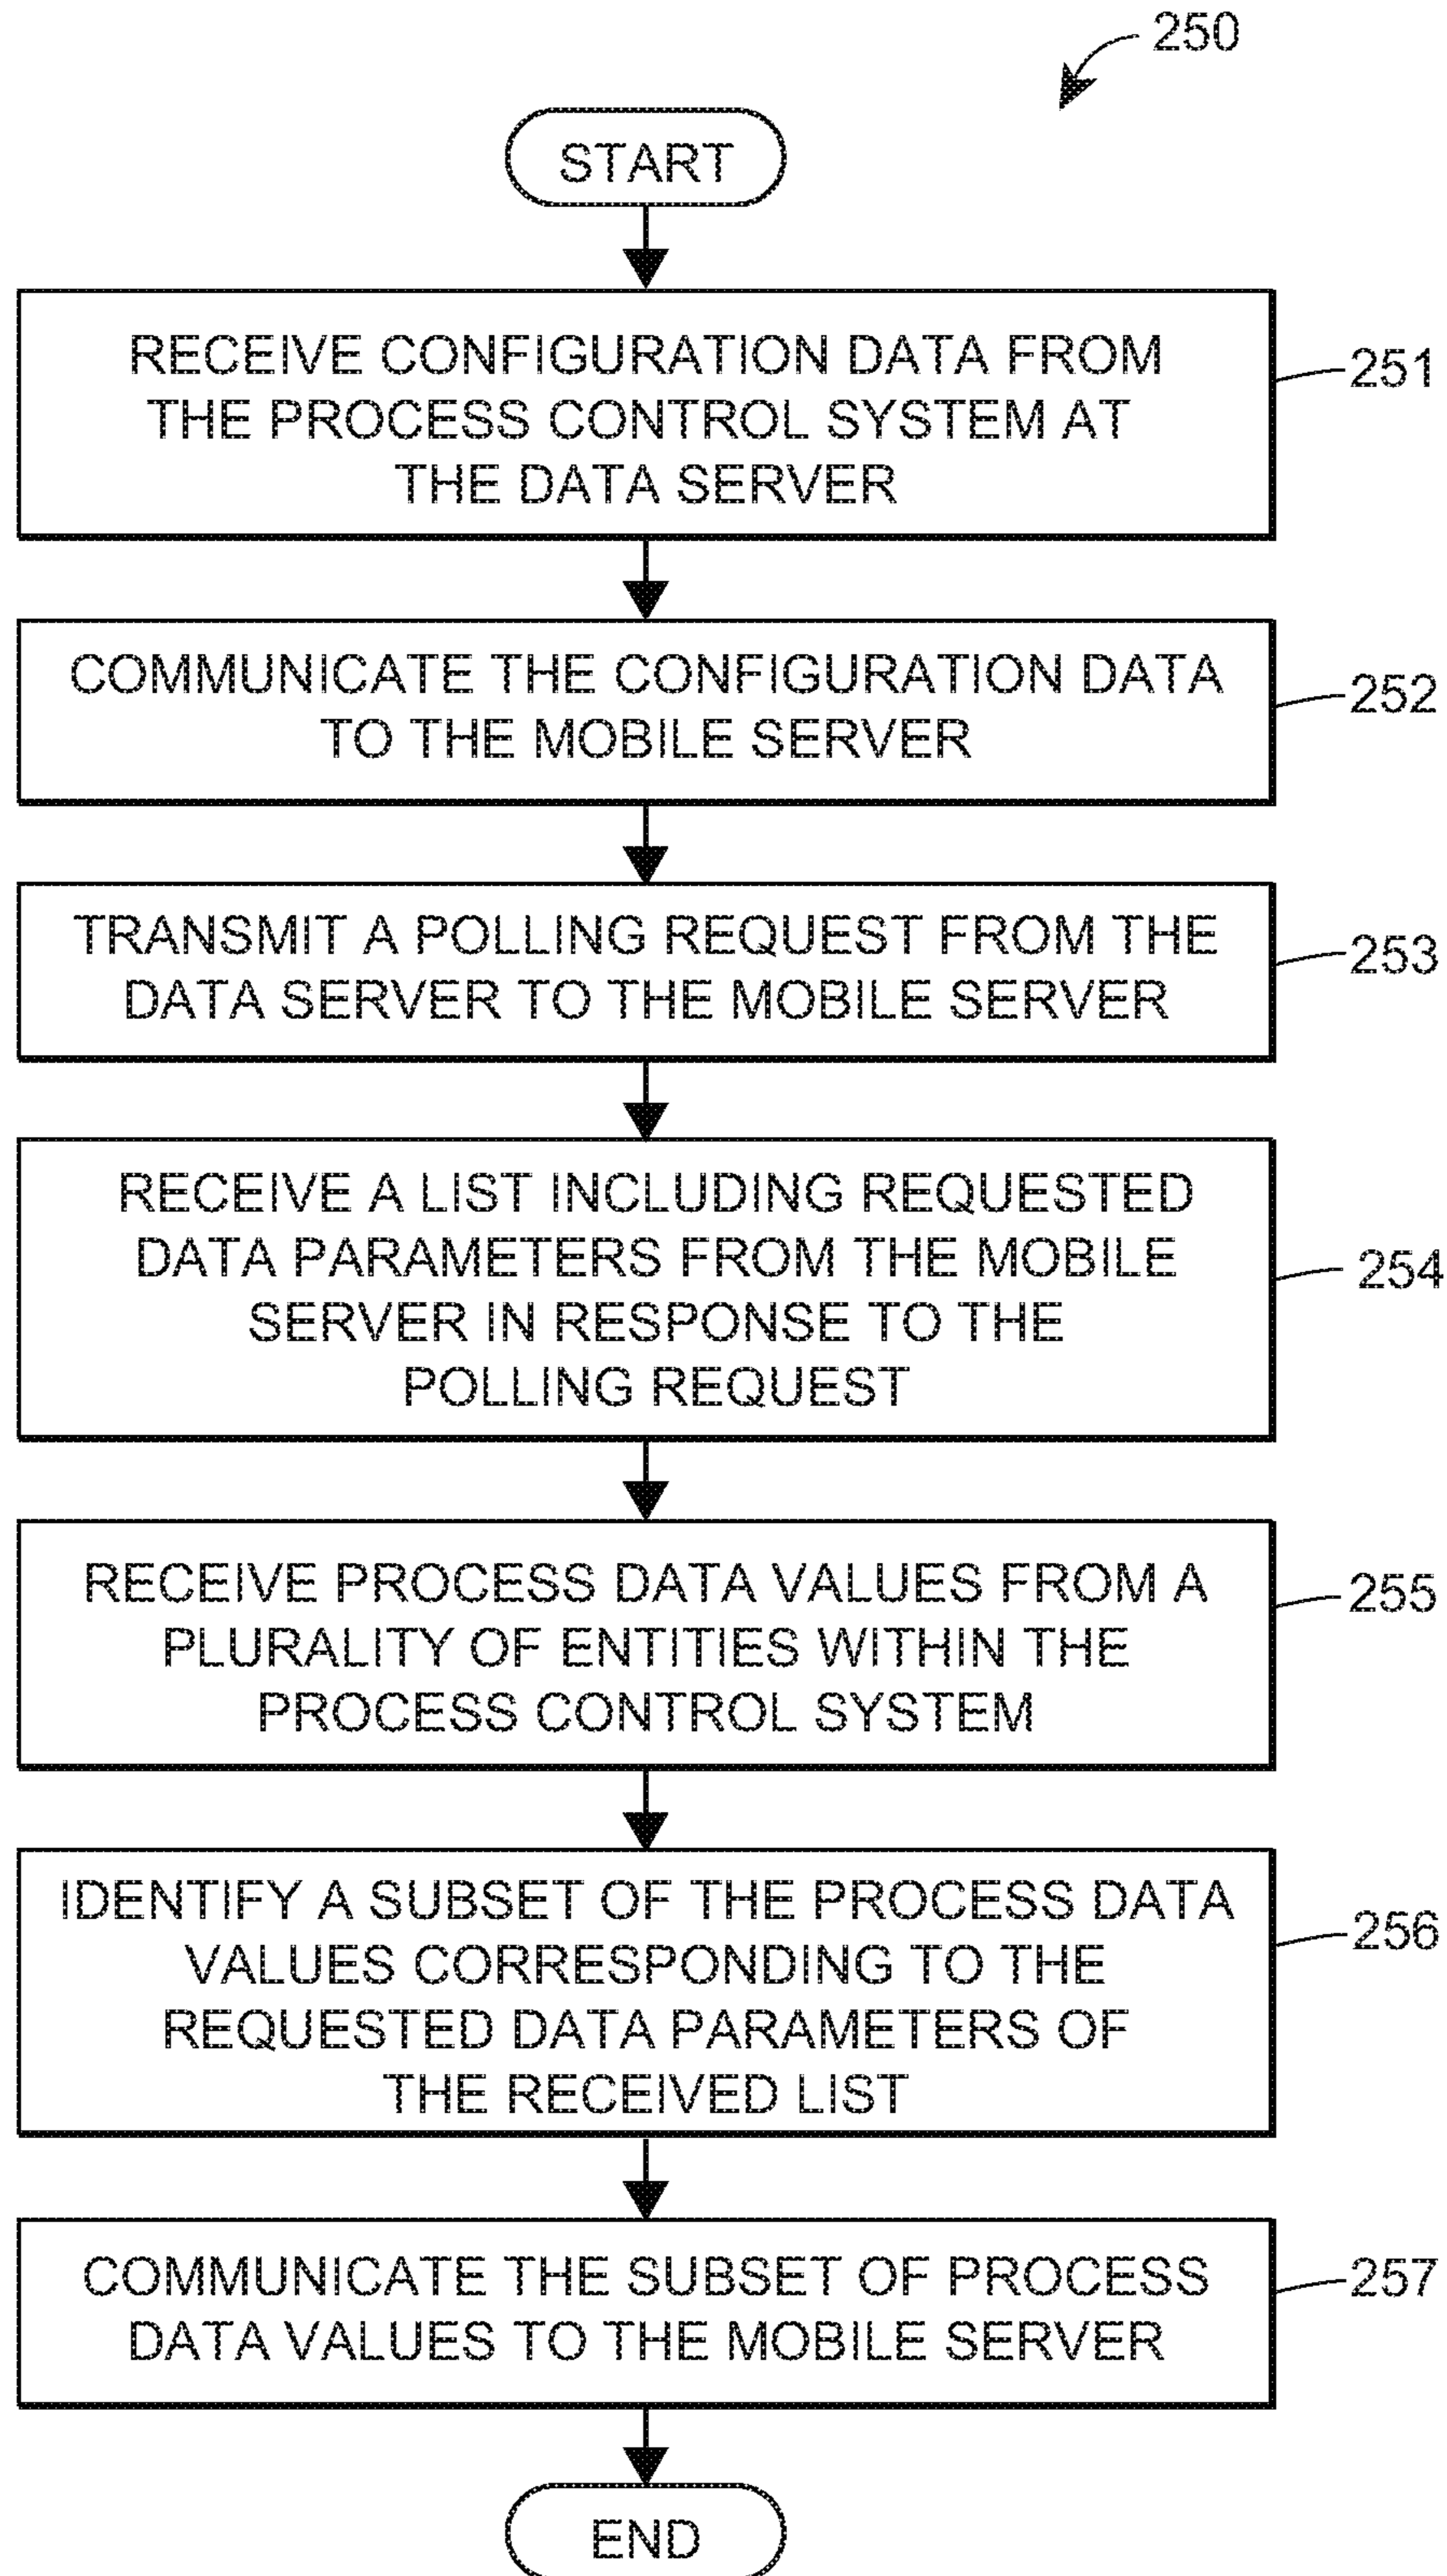 250
START
RECEIVE CONFIGURATION DATA FROM
THE PROCESS CONTROL SYSTEM AT
THE DATA SERVER
251
COMMUNICATE THE CONFIGURATION DATA
TO THE MOBILE SERVER
252
TRANSMIT A POLLING REQUEST FROM THE
DATA SERVER TO THE MOBILE SERVER
253
RECEIVE A LIST INCLUDING REQUESTED
DATA PARAMETERS FROM THE MOBILE
SERVER IN RESPONSE TO THE
POLLING REQUEST
254
RECEIVE PROCESS DATA VALUES FROM A
PLURALITY OF ENTITIES WITHIN THE
PROCESS CONTROL SYSTEM
255
IDENTIFY A SUBSET OF THE PROCESS DATA
VALUES CORRESPONDING TO THE
REQUESTED DATA PARAMETERS OF
THE RECEIVED LIST
256
COMMUNICATE THE SUBSET OF PROCESS
DATA VALUES TO THE MOBILE SERVER
257
END